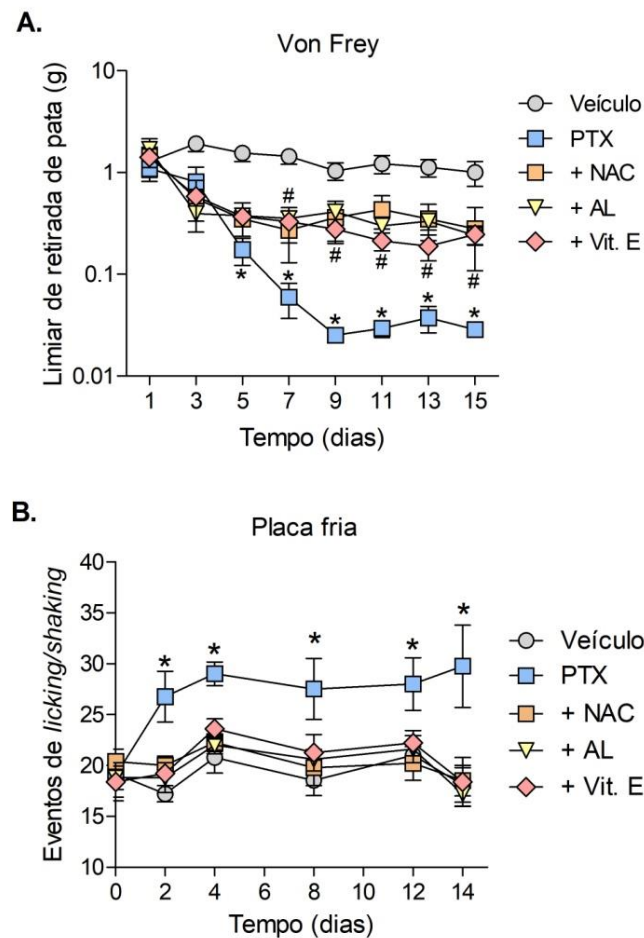 A.
Von Frey
Limiar de retirada de pata (g)
10
1
0.1
0.01
#
* * # # # #
* * * *
1 3 5 7 9 11 13 15
Tempo (dias)
Veículo
PTX
+ NAC
+ AL
+ Vit. E
B.
Placa fria
Eventos de licking/shaking
40
35
30
25
20
15
10
* * * * *
0 2 4 6 8 10 12 14
Tempo (dias)
Veículo
PTX
+ NAC
+ AL
+ Vit. E